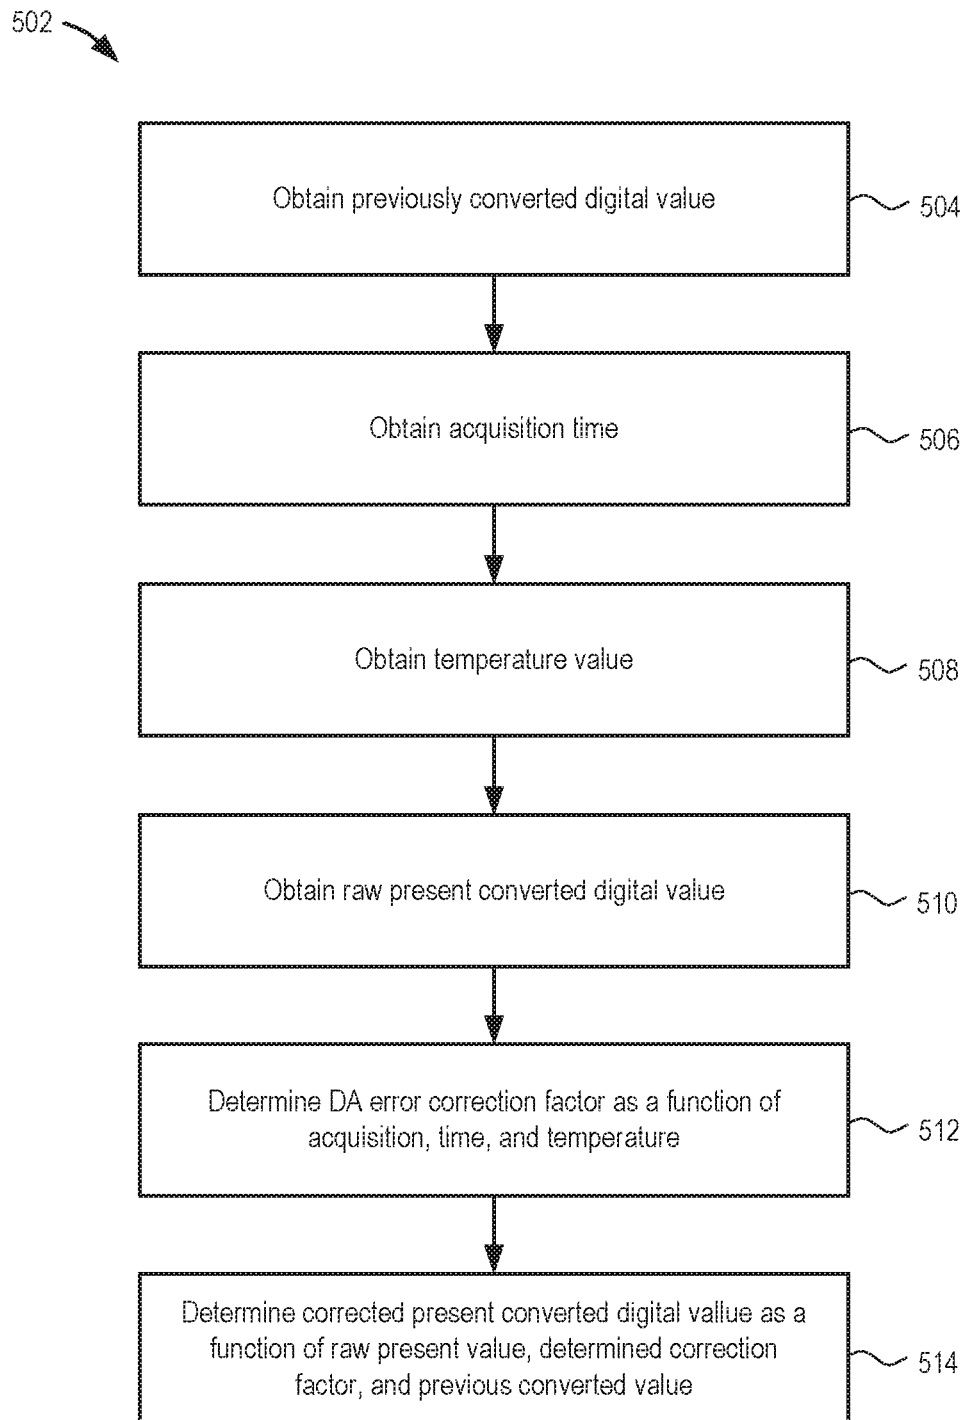 502
Obtain previously converted digital value
504
Obtain acquisition time
506
Obtain temperature value
508
Obtain raw present converted digital value
510
Determine DA error correction factor as a function of
acquisition, time, and temperature
512
Determine corrected present converted digital vallue as a
function of raw present value, determined correction
factor, and previous converted value
514